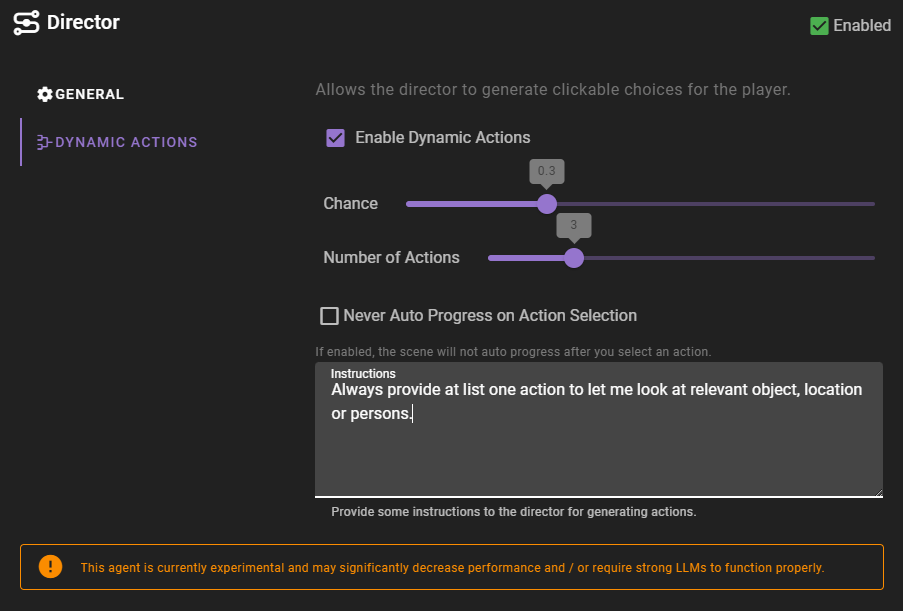 Director
Enabled
GENERAL
DYNAMIC ACTIONS
Allows the director to generate clickable choices for the player.
Enable Dynamic Actions
0.3
Chance
3
Number of Actions
Never Auto Progress on Action Selection
If enabled, the scene will not auto progress after you select an action.
Instructions
Always provide at list one action to let me look at relevant object, location
or persons.
Provide some instructions to the director for generating actions.
This agent is currently experimental and may significantly decrease performance and / or require strong LLMs to function properly.